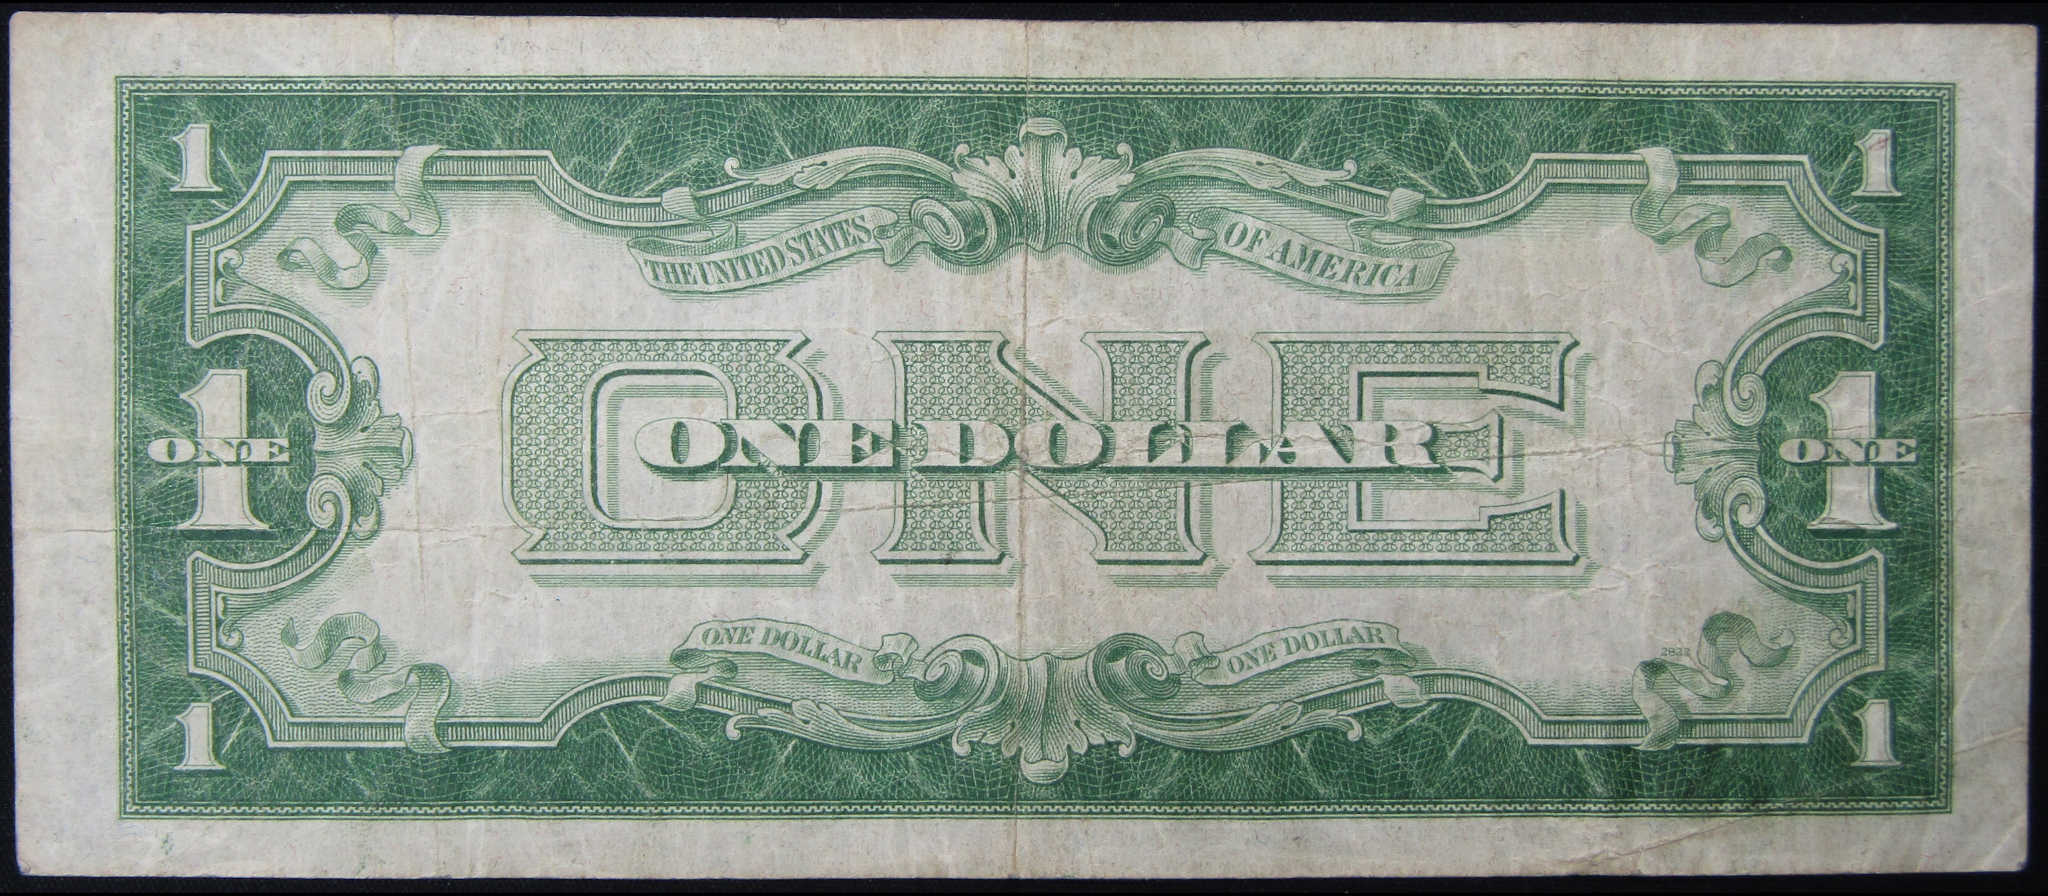 1 1
THE UNITED STATES OF AMERICA
ONE
ONE DOLLAR
1 1
ONE ONE
ONE DOLLAR ONE DOLLAR
1 1